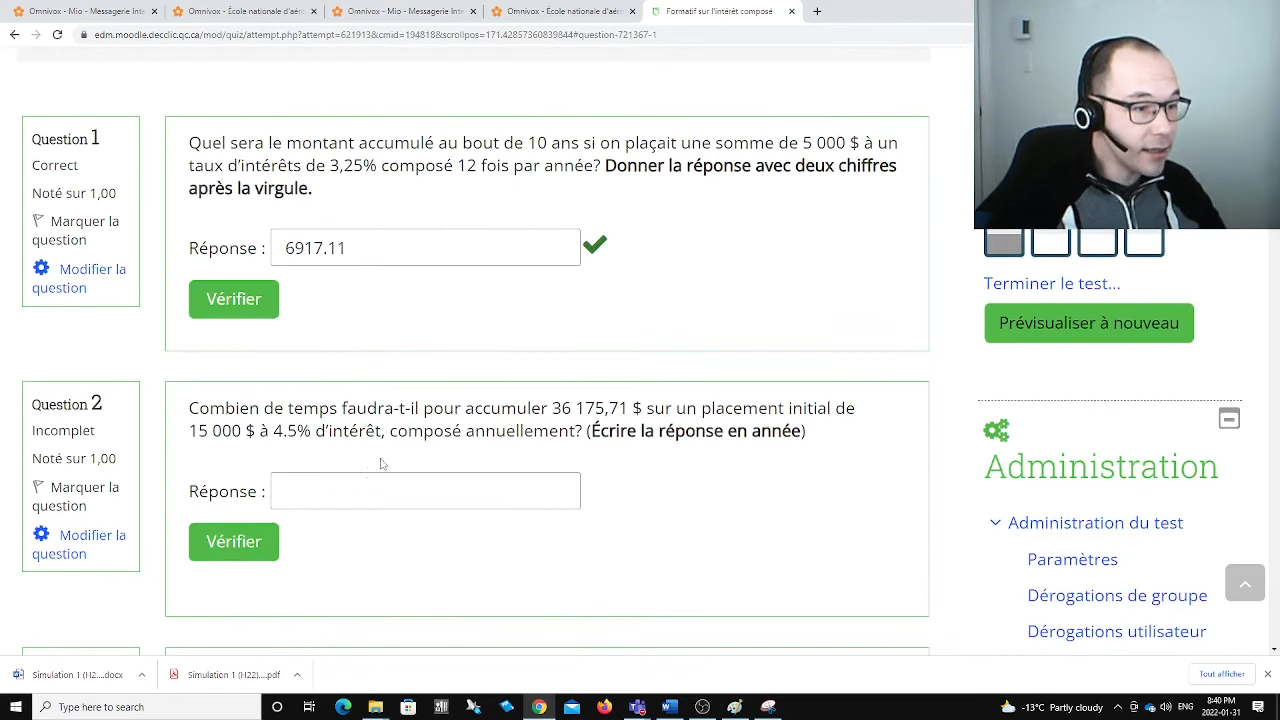 Omnivox - Mio - Messagerie Inte
Omnivox - École nationale d'aéro
Omnivox - Mio - Messagerie Inte
Omnivox - École nationale d'aéro
Formatif sur l'intérêt composé
edm.moodle.decclic.qc.ca/mod/quiz/attempt.php?attempt=621913&cmid=194818&scrollpos=171.42857360839844#question-721367-1
Question 1
Correct
Noté sur 1,00
Marquer la
question
Modifier la
question
Quel sera le montant accumulé au bout de 10 ans si on plaçait une somme de 5 000 $ à un
taux d'intérêts de 3,25% composé 12 fois par année? Donner la réponse avec deux chiffres
après la virgule.
Réponse : 6917.11
Vérifier
Question 2
Incomplet
Noté sur 1,00
Marquer la
question
Modifier la
question
Combien de temps faudra-t-il pour accumuler 36 175,71 $ sur un placement initial de
15 000 $ à 4.5% d'intérêt, composé annuellement? (Écrire la réponse en année)
Réponse :
Vérifier
Terminer le test...
Prévisualiser à nouveau
Administration
Administration du test
Paramètres
Dérogations de groupe
Dérogations utilisateur
Simulation 1 (H22)....docx
Simulation 1 (H22)....pdf
Tout afficher
Type here to search
-13°C Partly cloudy
8:40 PM
2022-01-31